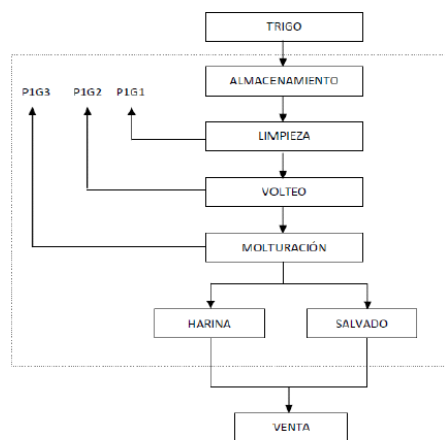 TRIGO
ALMACENAMIENTO
P1G3 P1G2 P1G1
LIMPIEZA
VOLTEO
MOLTURACIÓN
HARINA SALVADO
VENTA